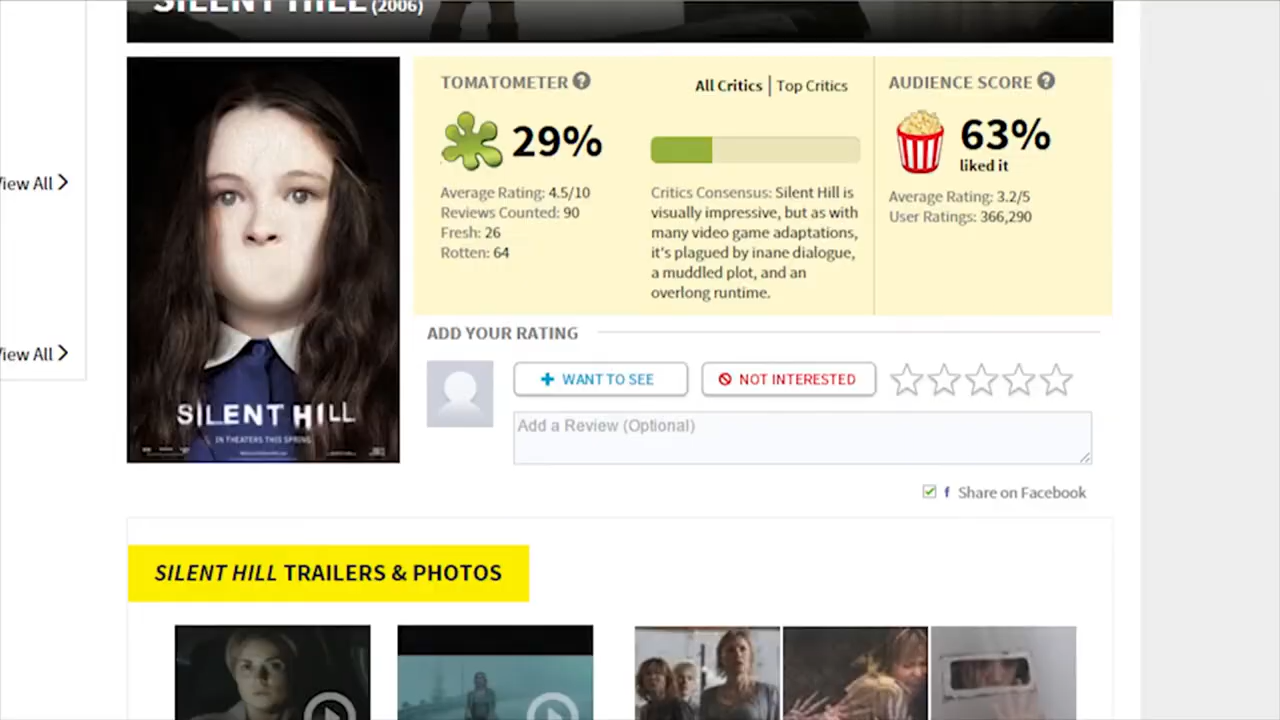 SILENT HILL (2006)
View All
View All
SILENT HILL
IN THEATERS THIS SPRING
TOMATOMETER ?
All Critics | Top Critics
29%
Average Rating: 4.5/10
Reviews Counted: 90
Fresh: 26
Rotten: 64
Critics Consensus: Silent Hill is
visually impressive, but as with
many video game adaptations,
it's plagued by inane dialogue,
a muddled plot, and an
overlong runtime.
AUDIENCE SCORE ?
63%
liked it
Average Rating: 3.2/5
User Ratings: 366,290
ADD YOUR RATING
WANT TO SEE
NOT INTERESTED
Add a Review (Optional)
f Share on Facebook
SILENT HILL TRAILERS & PHOTOS